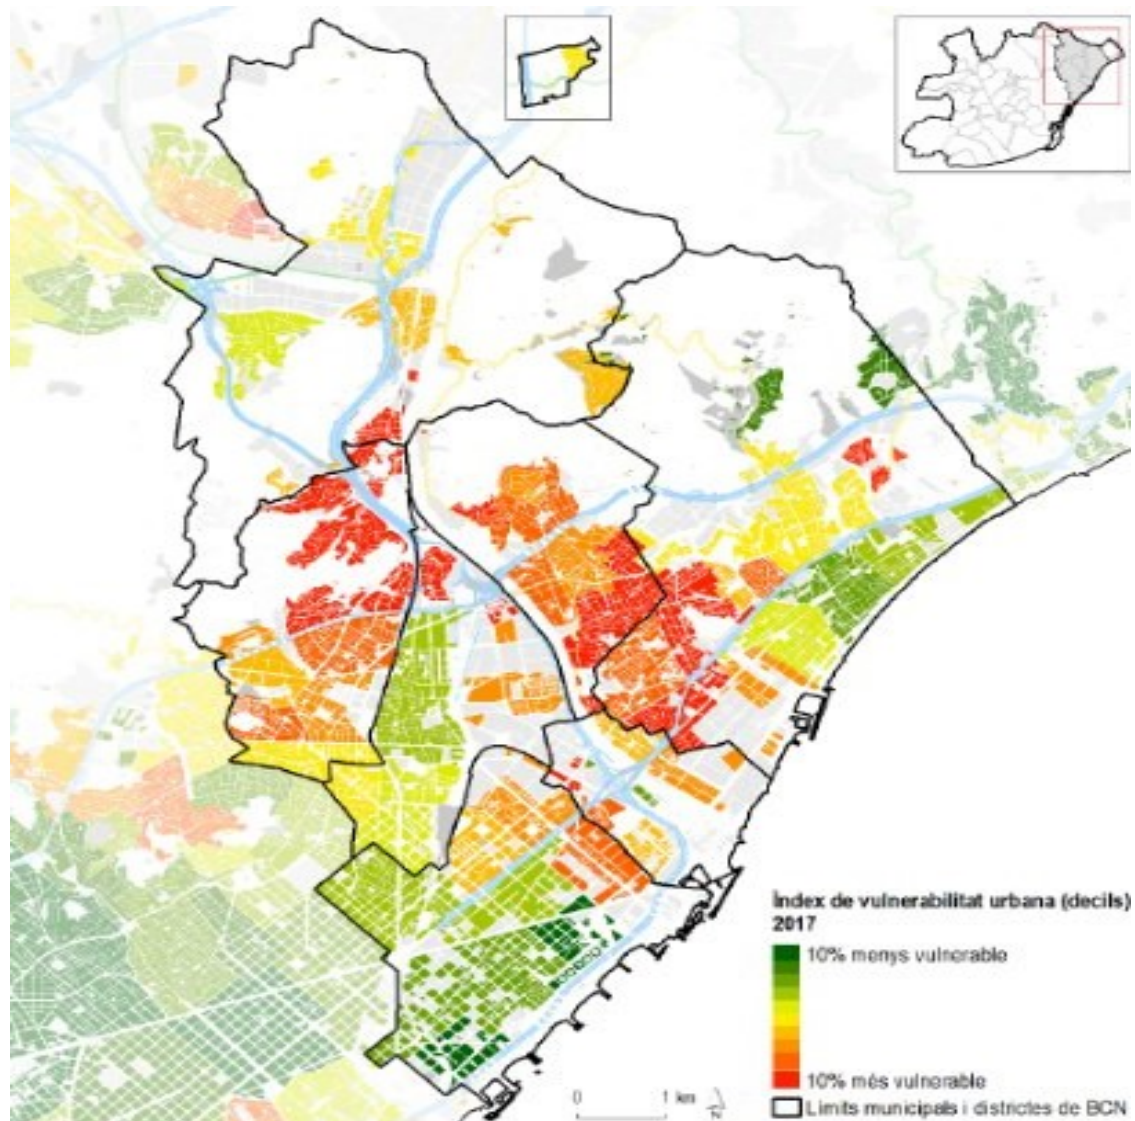 Índex de vulnerabilitat urbana (decils)
2017
10% menys vulnerable
10% més vulnerable
Límits municipals i districtes de BCN
0 1 km
N